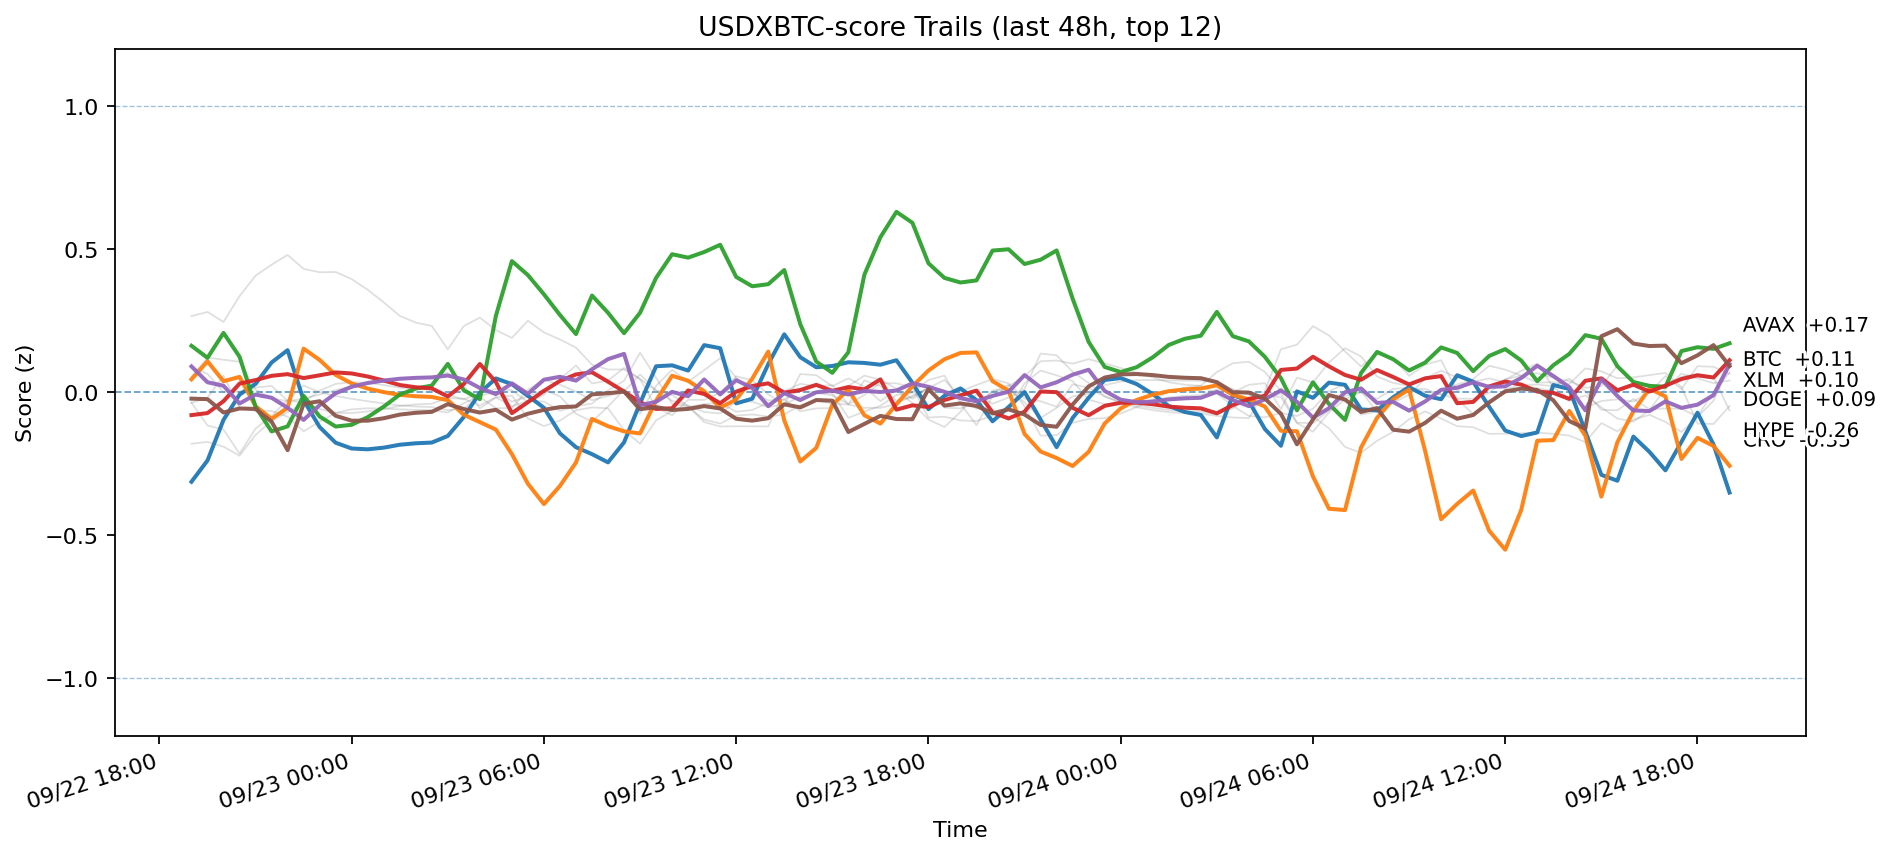 USDXBTC-score Trails (last 48h, top 12)
Score (z)
1.0
0.5
0.0
−0.5
−1.0
AVAX +0.17
BTC +0.11
XLM +0.10
DOGE +0.09
HYPE -0.26
CRO -0.35
09/22 18:00
09/23 00:00
09/23 06:00
09/23 12:00
09/23 18:00
09/24 00:00
09/24 06:00
09/24 12:00
09/24 18:00
Time